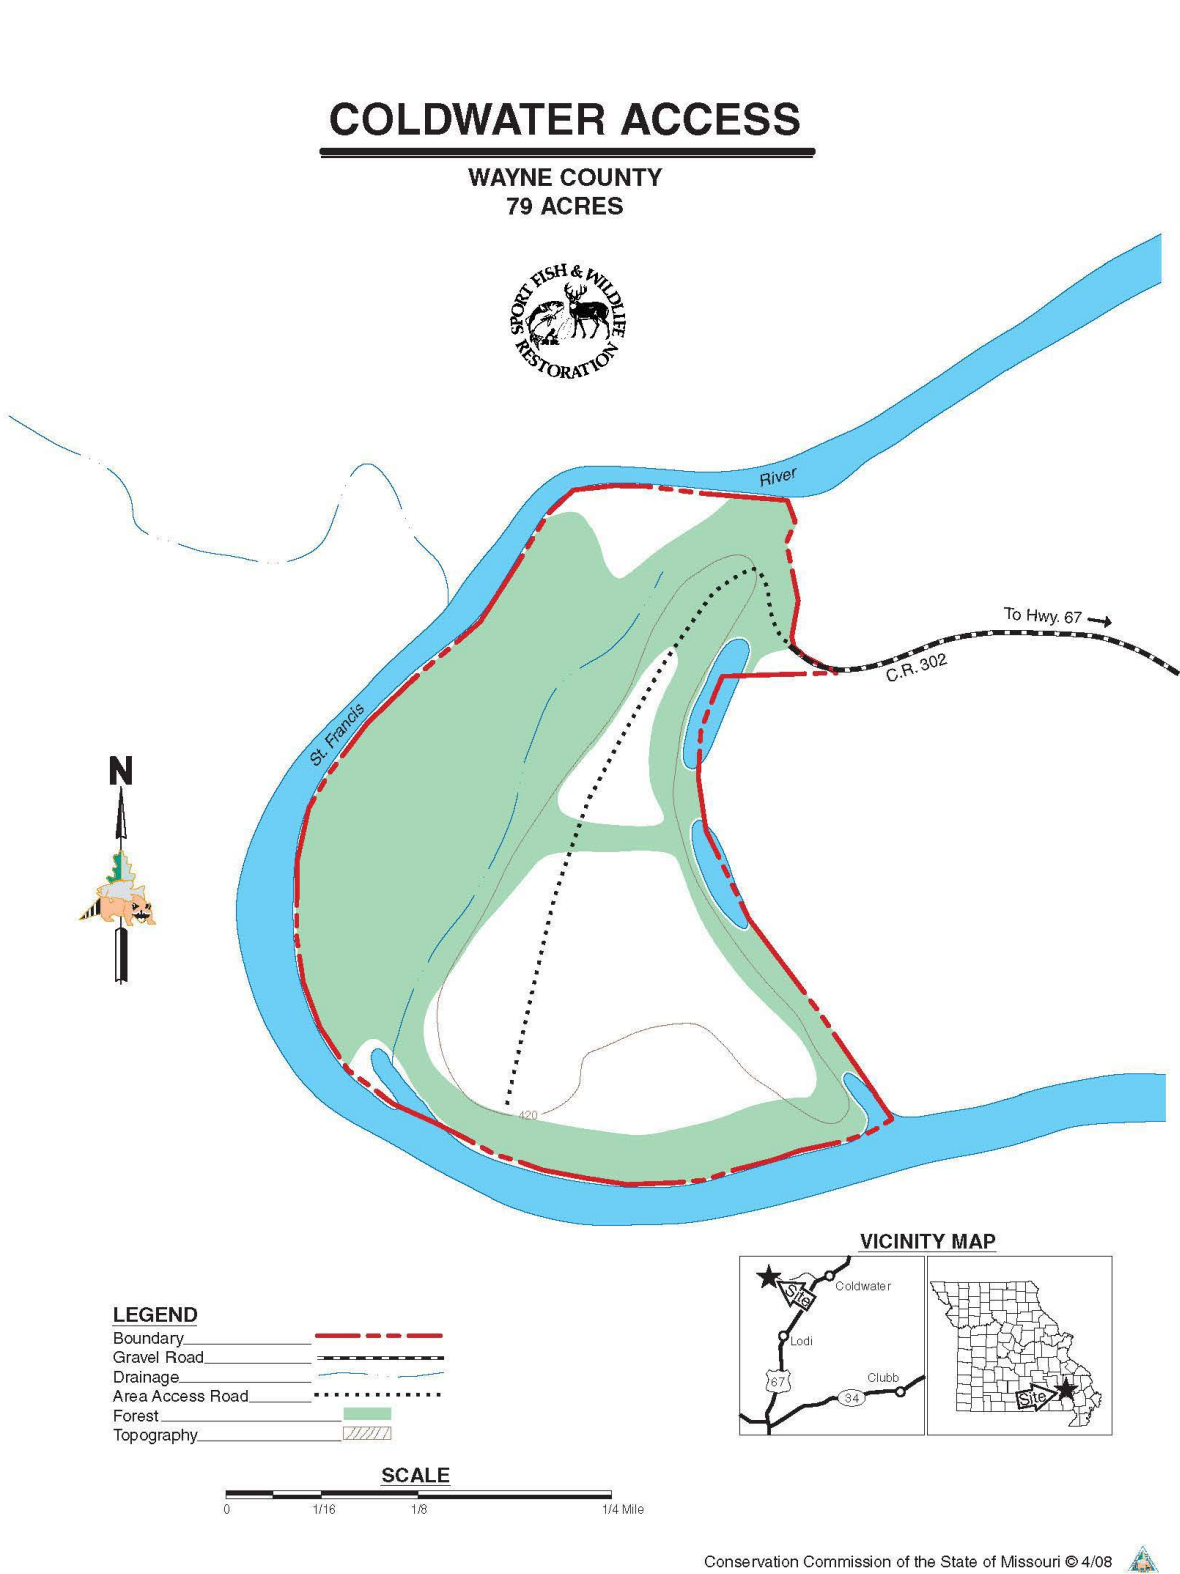 COLDWATER ACCESS
WAYNE COUNTY
79 ACRES
SPORT FISH & WILDLIFE
RESTORATION
River
To Hwy. 67
C.R. 302
St. Francis
N
420
VICINITY MAP
Coldwater
Site
Lodi
67
Clubb
34
Site
LEGEND
Boundary
Gravel Road
Drainage
Area Access Road
Forest
Topography
SCALE
0 1/16 1/8 1/4 Mile
Conservation Commission of the State of Missouri © 4/08